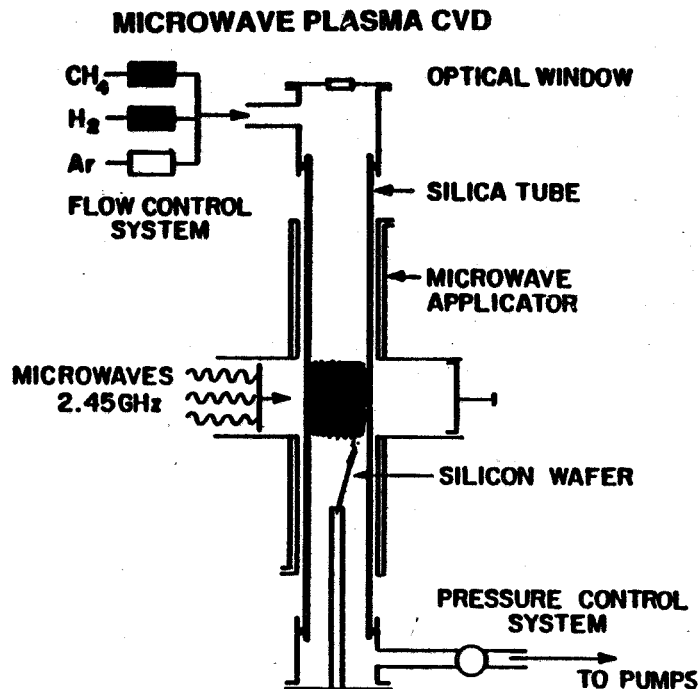 MICROWAVE PLASMA CVD
CH₄
H₂
Ar
FLOW CONTROL
SYSTEM
OPTICAL WINDOW
SILICA TUBE
MICROWAVE
APPLICATOR
MICROWAVES
2.45GHz
SILICON WAFER
PRESSURE CONTROL
SYSTEM
TO PUMPS